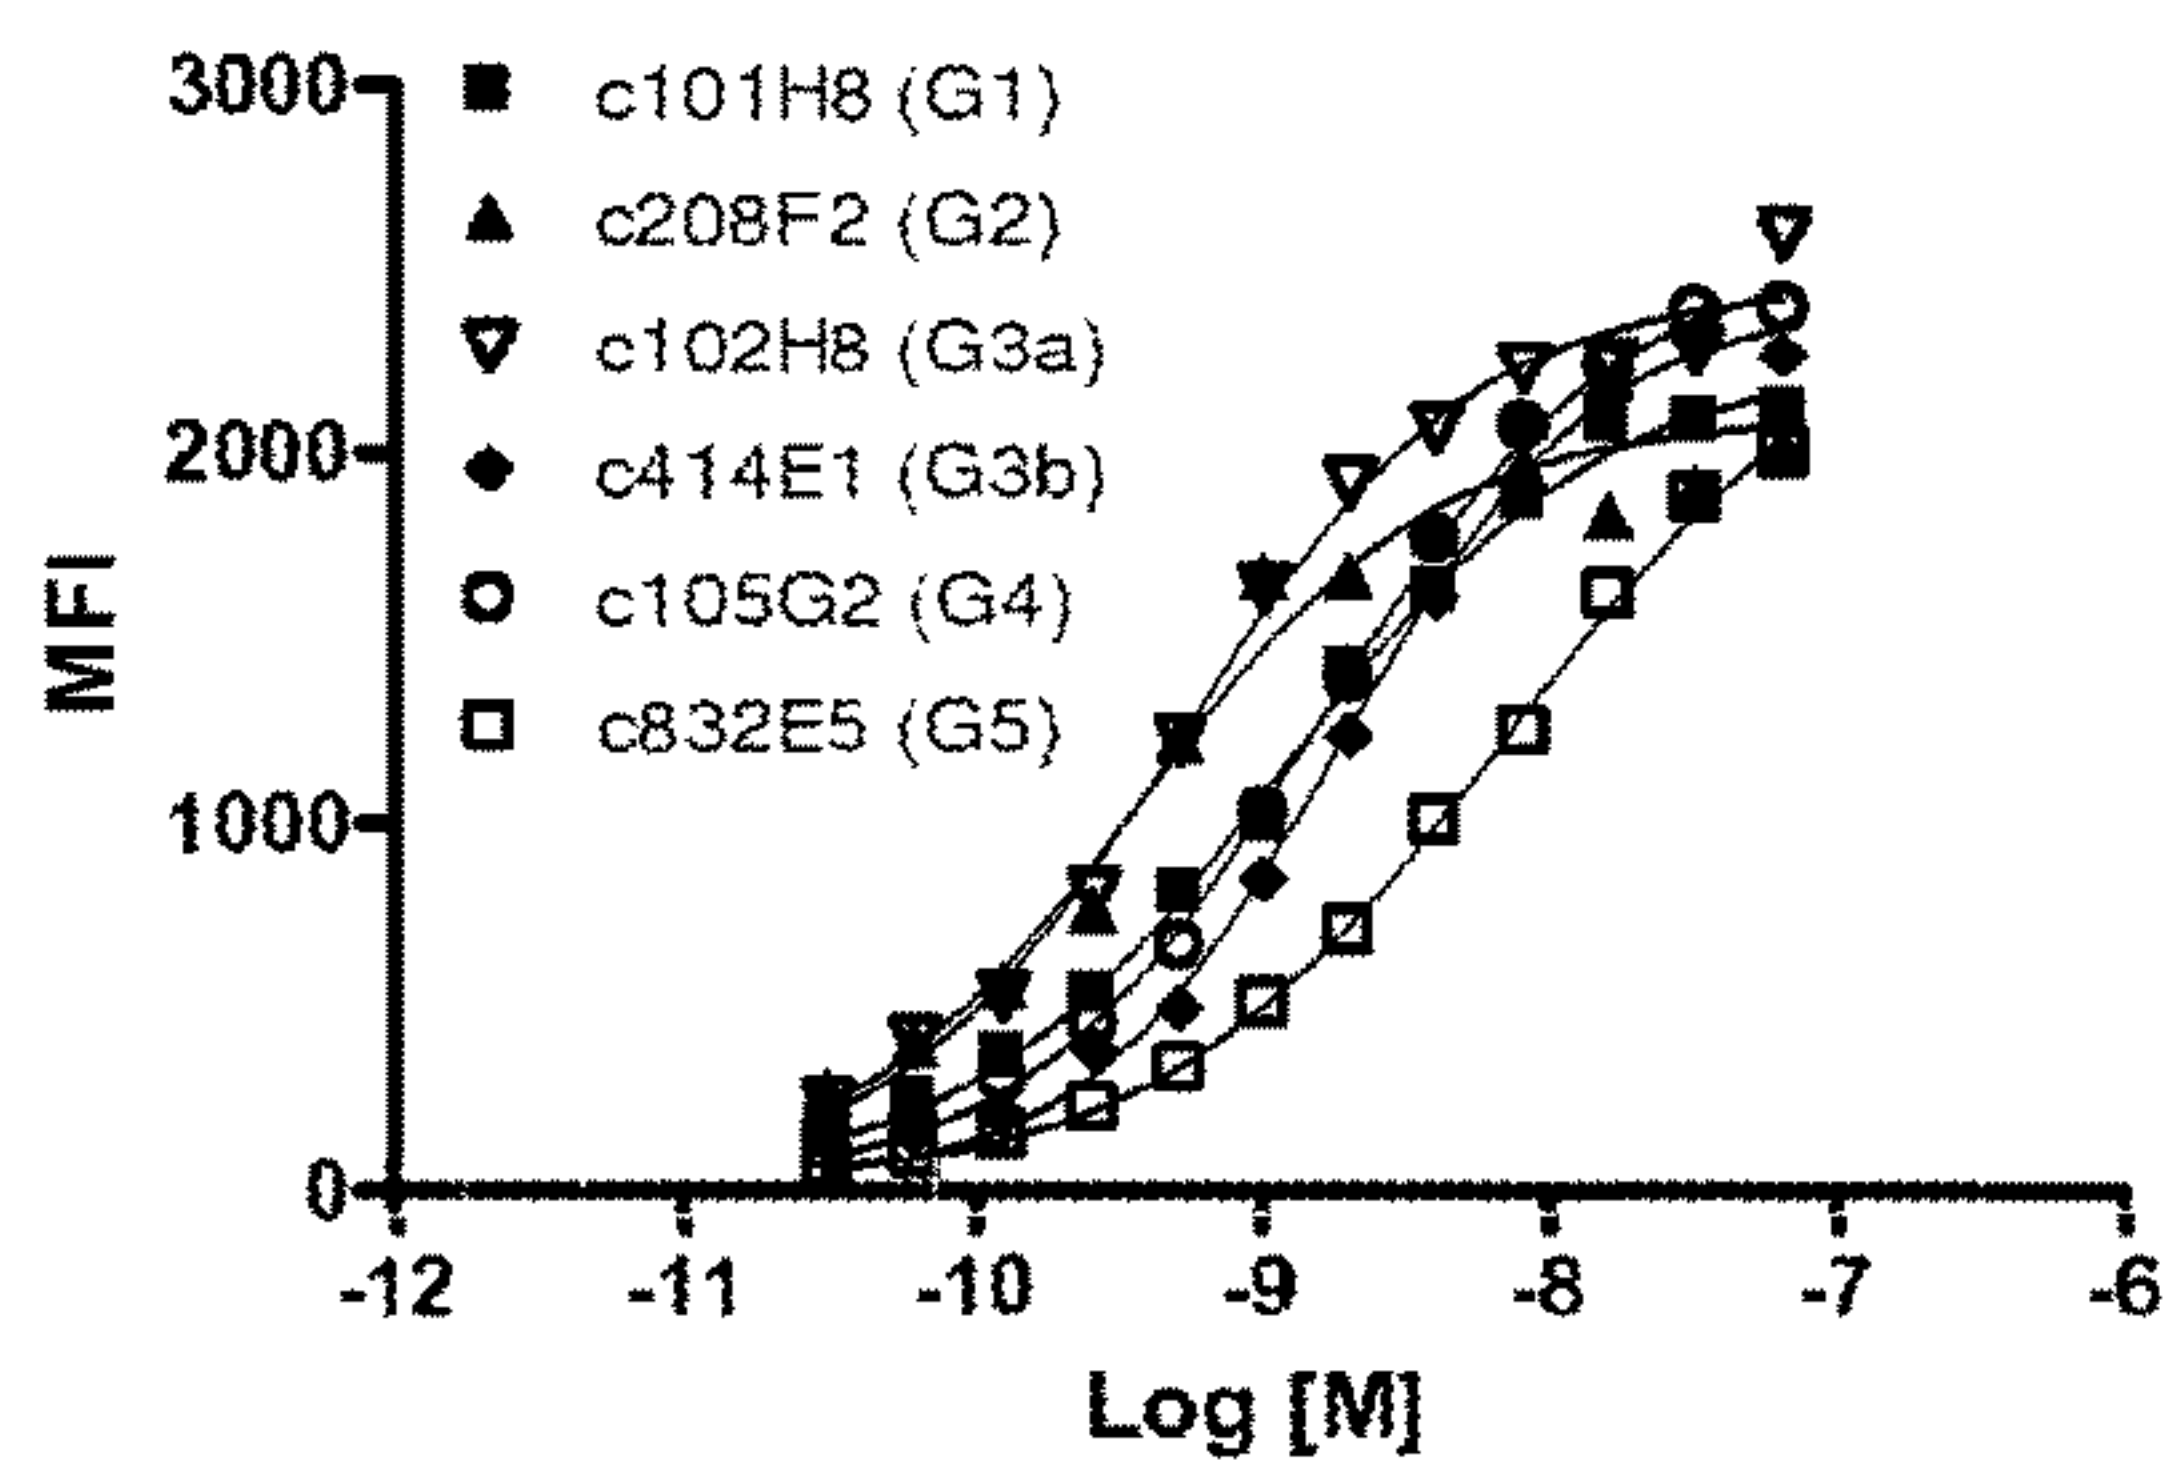 3000
2000
1000
0
MFI
c101H8 (G1)
c208F2 (G2)
c102H8 (G3a)
c414E1 (G3b)
c105G2 (G4)
c832E5 (G5)
-12 -11 -10 -9 -8 -7 -6
Log [M]